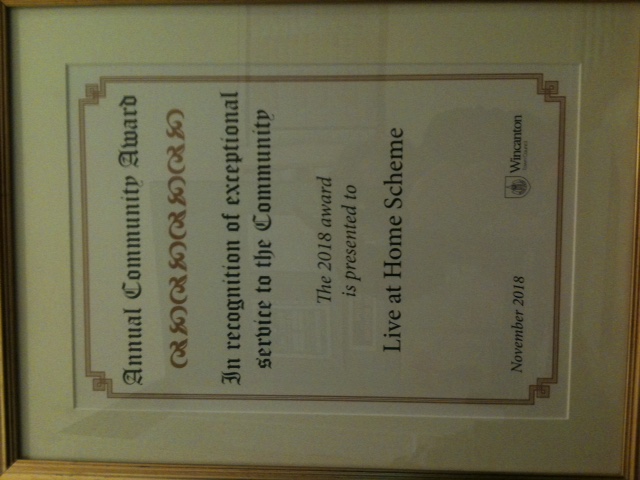 Annual Community Award
In recognition of exceptional
service to the Community
The 2018 award
is presented to
Live at Home Scheme
November 2018
Wincanton